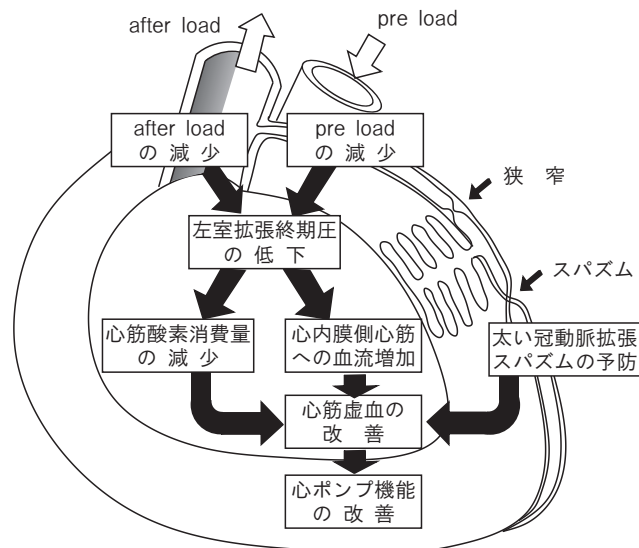 after load
pre load
after load
の 減 少
pre load
の 減 少
狭 窄
左室拡張終期圧
の 低 下
スパズム
心筋酸素消費量
の 減 少
心内膜側心筋
への血流増加
太い冠動脈拡張
スパズムの予防
心筋虚血の
改 善
心ポンプ機能
の 改 善